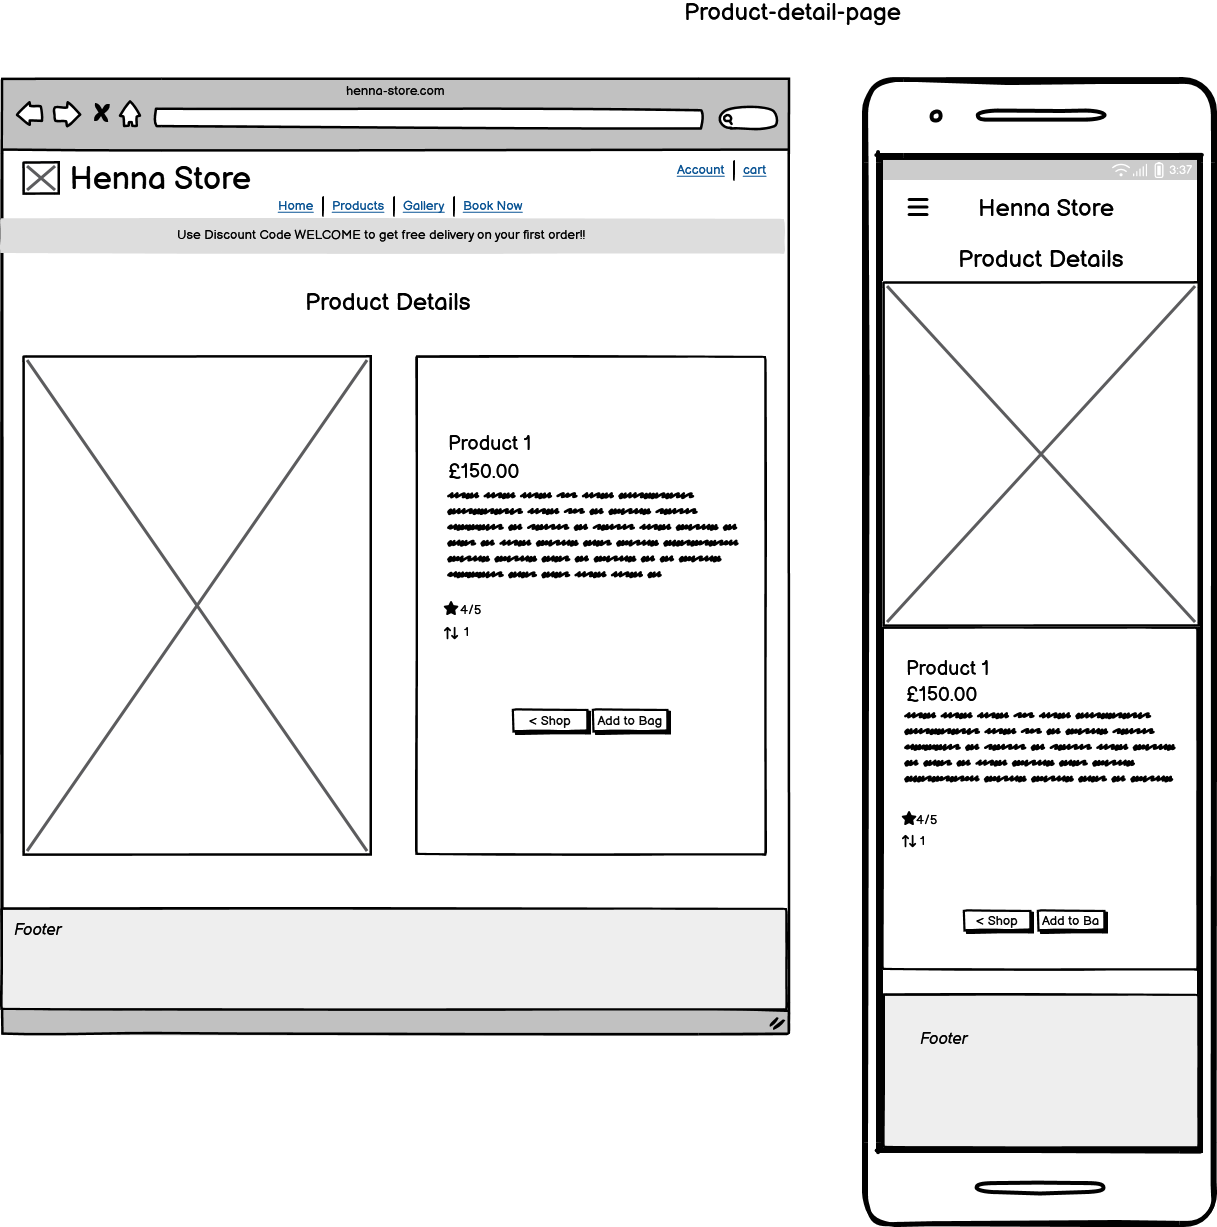 Product-detail-page
henna-store.com
Henna Store
Account
cart
Home
Products
Gallery
Book Now
Use Discount Code WELCOME to get free delivery on your first order!!
Product Details
Product 1
£150.00
4/5
1
< Shop
Add to Bag
Footer
3:37
Henna Store
Product Details
Product 1
£150.00
4/5
1
< Shop
Add to Ba
Footer